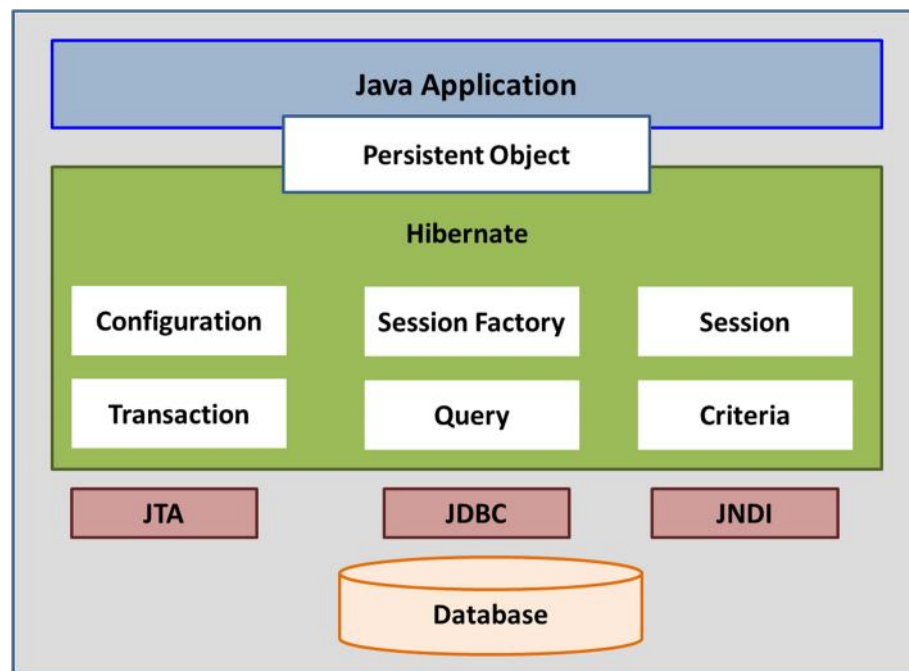 Java Application
Persistent Object
Hibernate
Configuration
Session Factory
Session
Transaction
Query
Criteria
JTA
JDBC
JNDI
Database